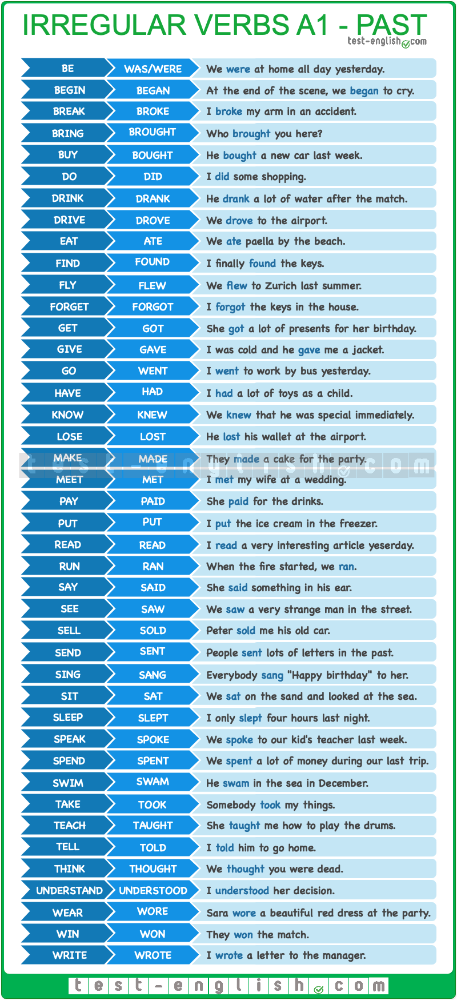 IRREGULAR VERBS A1 - PAST
test-english.com
BE WAS/WERE We were at home all day yesterday.
BEGIN BEGAN At the end of the scene, we began to cry.
BREAK BROKE I broke my arm in an accident.
BRING BROUGHT Who brought you here?
BUY BOUGHT He bought a new car last week.
DO DID I did some shopping.
DRINK DRANK He drank a lot of water after the match.
DRIVE DROVE We drove to the airport.
EAT ATE We ate paella by the beach.
FIND FOUND I finally found the keys.
FLY FLEW We flew to Zurich last summer.
FORGET FORGOT I forgot the keys in the house.
GET GOT She got a lot of presents for her birthday.
GIVE GAVE I was cold and he gave me a jacket.
GO WENT I went to work by bus yesterday.
HAVE HAD I had a lot of toys as a child.
KNOW KNEW We knew that he was special immediately.
LOSE LOST He lost his wallet at the airport.
MAKE MADE They made a cake for the party.
test-english.com
MEET MET I met my wife at a wedding.
PAY PAID She paid for the drinks.
PUT PUT I put the ice cream in the freezer.
READ READ I read a very interesting article yeserday.
RUN RAN When the fire started, we ran.
SAY SAID She said something in his ear.
SEE SAW We saw a very strange man in the street.
SELL SOLD Peter sold me his old car.
SEND SENT People sent lots of letters in the past.
SING SANG Everybody sang "Happy birthday" to her.
SIT SAT We sat on the sand and looked at the sea.
SLEEP SLEPT I only slept four hours last night.
SPEAK SPOKE We spoke to our kid's teacher last week.
SPEND SPENT We spent a lot of money during our last trip.
SWIM SWAM He swam in the sea in December.
TAKE TOOK Somebody took my things.
TEACH TAUGHT She taught me how to play the drums.
TELL TOLD I told him to go home.
THINK THOUGHT We thought you were dead.
UNDERSTAND UNDERSTOOD I understood her decision.
WEAR WORE Sara wore a beautiful red dress at the party.
WIN WON They won the match.
WRITE WROTE I wrote a letter to the manager.
test-english.com